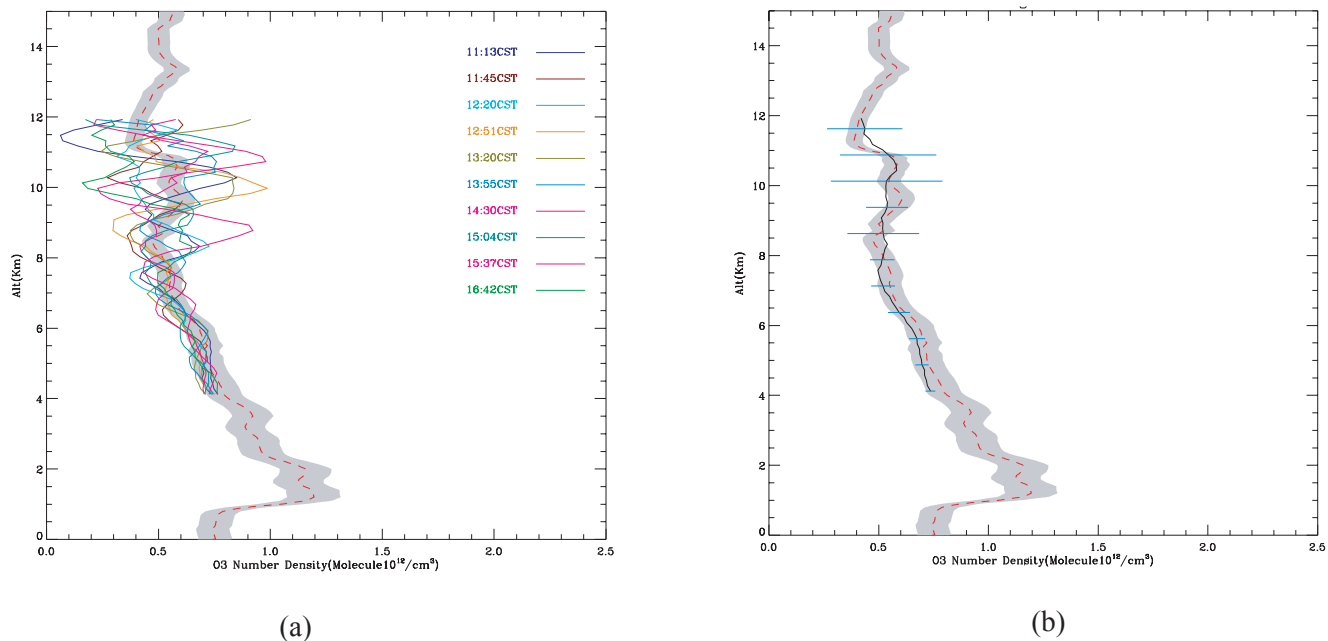 14
12
10
8
6
4
2
0
Alt(Km)
11:13CST
11:45CST
12:20CST
12:51CST
13:20CST
13:55CST
14:30CST
15:04CST
15:37CST
16:42CST
0.0 0.5 1.0 1.5 2.0 2.5
O3 Number Density(Molecule10¹²/cm³)
(a)
14
12
10
8
6
4
2
0
Alt(Km)
0.0 0.5 1.0 1.5 2.0 2.5
O3 Number Density(Molecule10¹²/cm³)
(b)